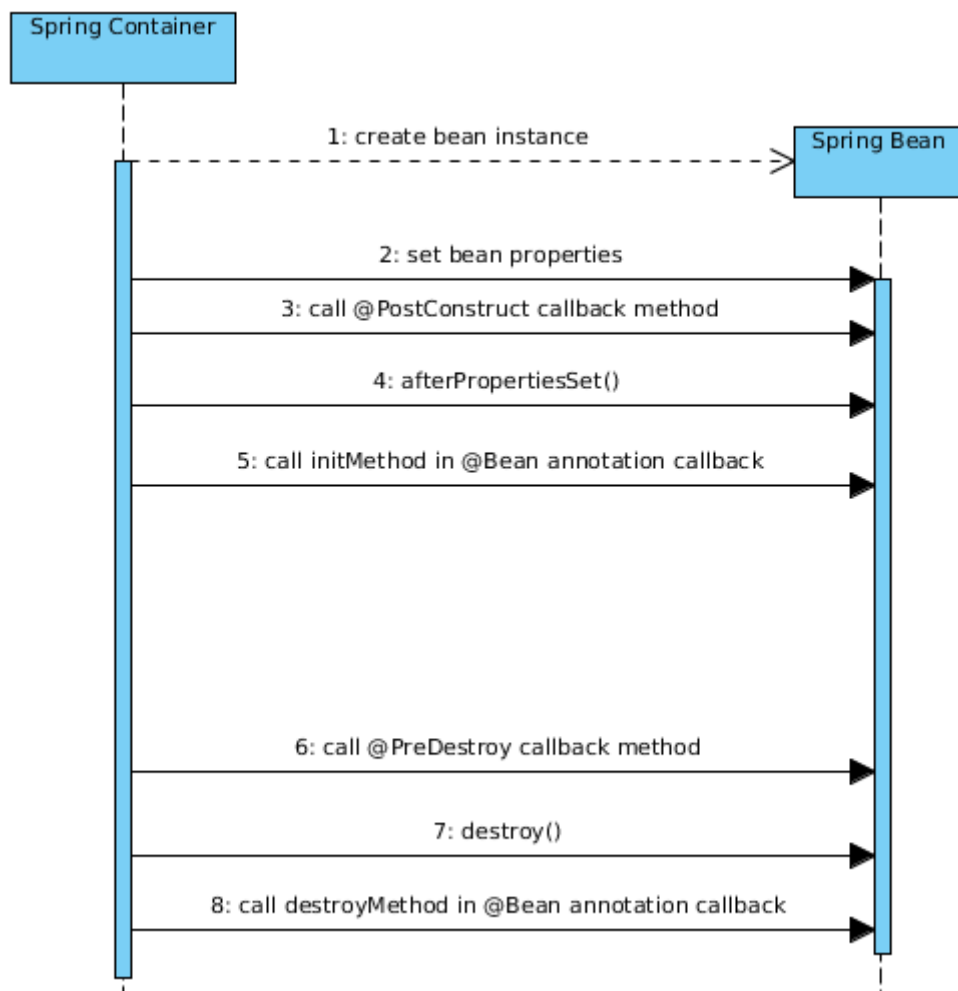 Spring Container
1: create bean instance
Spring Bean
2: set bean properties
3: call @PostConstruct callback method
4: afterPropertiesSet()
5: call initMethod in @Bean annotation callback
6: call @PreDestroy callback method
7: destroy()
8: call destroyMethod in @Bean annotation callback